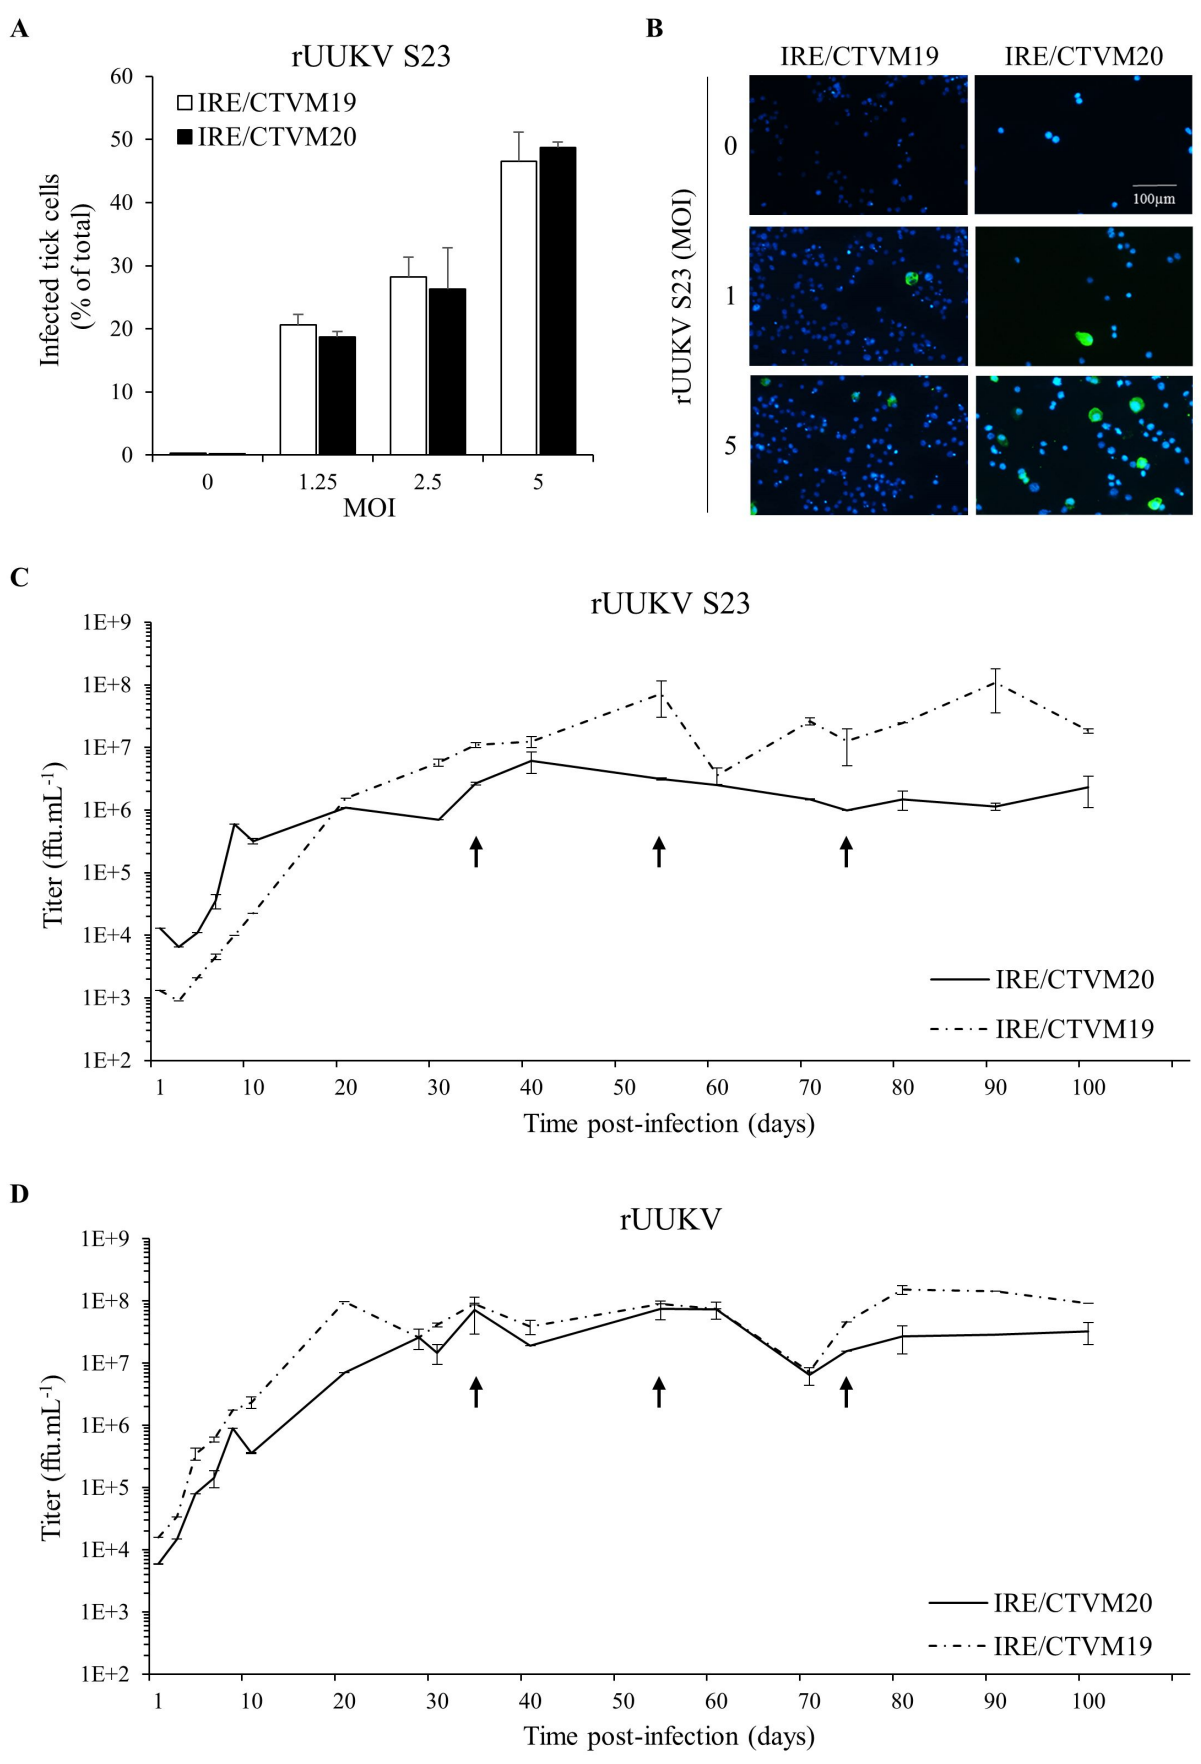 A
rUUKV S23
60
50
40
30
20
10
0
IRE/CTVM19
IRE/CTVM20
Infected tick cells
(% of total)
0 1.25 2.5 5
MOI
B
IRE/CTVM19 IRE/CTVM20
rUUKV S23 (MOI)
0
100µm
1
5
C
rUUKV S23
1E+9
1E+8
1E+7
1E+6
1E+5
1E+4
1E+3
1E+2
Titer (ffu.mL-1)
IRE/CTVM20
IRE/CTVM19
1 10 20 30 40 50 60 70 80 90 100
Time post-infection (days)
D
rUUKV
1E+9
1E+8
1E+7
1E+6
1E+5
1E+4
1E+3
1E+2
Titer (ffu.mL-1)
IRE/CTVM20
IRE/CTVM19
1 10 20 30 40 50 60 70 80 90 100
Time post-infection (days)